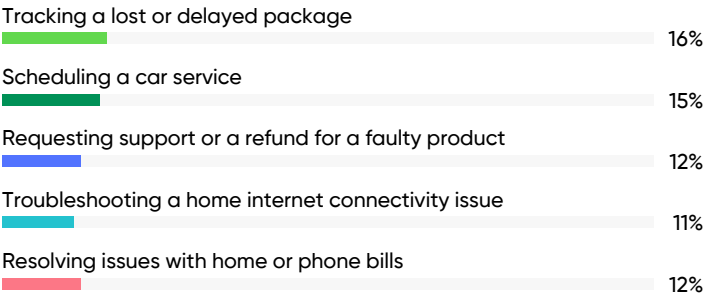 Tracking a lost or delayed package
16%
Scheduling a car service
15%
Requesting support or a refund for a faulty product
12%
Troubleshooting a home internet connectivity issue
11%
Resolving issues with home or phone bills
12%